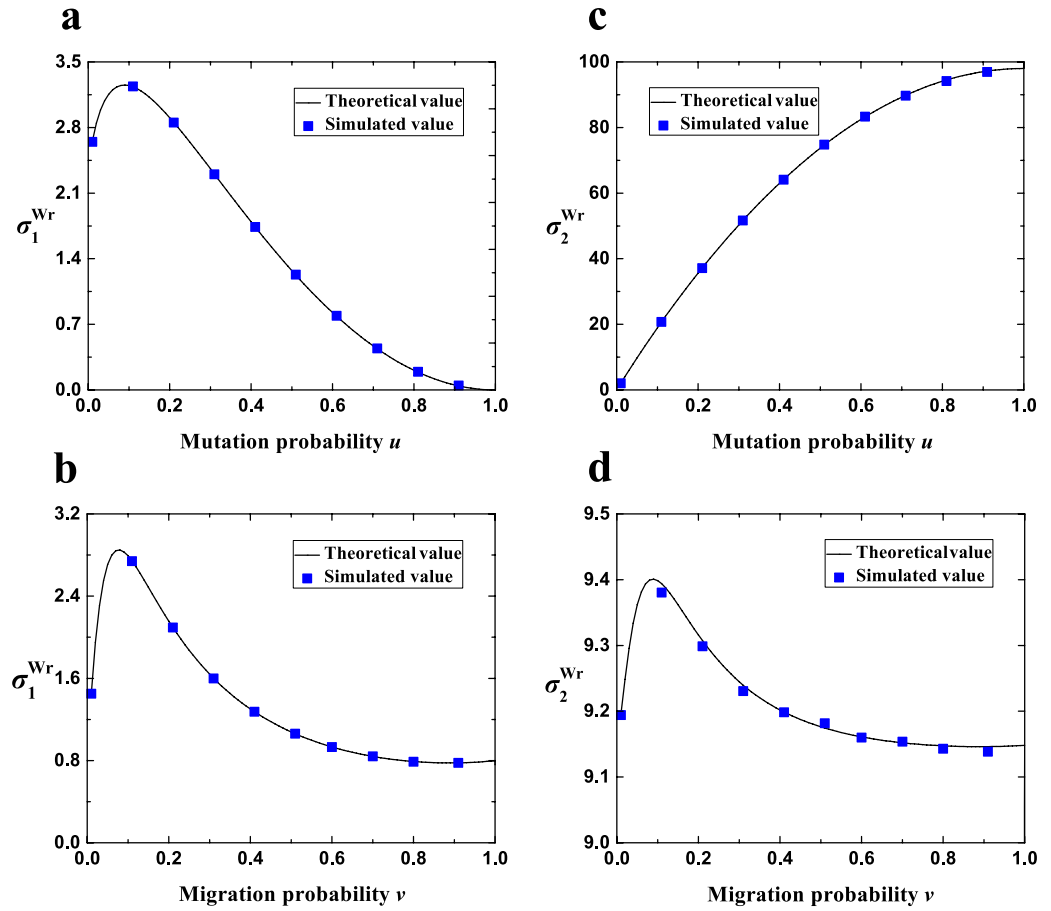 a
3.5
2.8
2.1
1.4
0.7
0.0
σ₁ᵂʳ
Theoretical value
Simulated value
0.0 0.2 0.4 0.6 0.8 1.0
Mutation probability u
c
100
80
60
40
20
0
σ₂ᵂʳ
Theoretical value
Simulated value
0.0 0.2 0.4 0.6 0.8 1.0
Mutation probability u
b
3.2
2.4
1.6
0.8
0.0
σ₁ᵂʳ
Theoretical value
Simulated value
0.0 0.2 0.4 0.6 0.8 1.0
Migration probability v
d
9.5
9.4
9.3
9.2
9.1
9.0
σ₂ᵂʳ
Theoretical value
Simulated value
0.0 0.2 0.4 0.6 0.8 1.0
Migration probability v